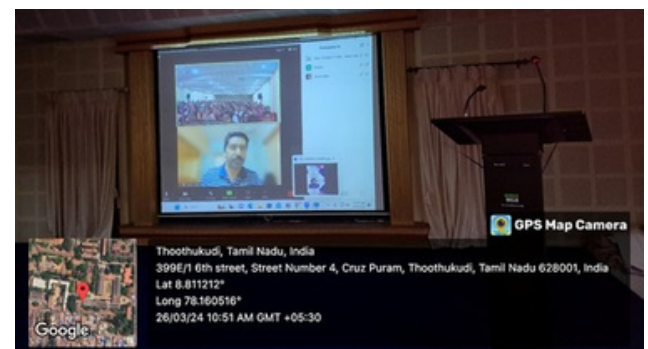 GPS Map Camera
Thoothukudi, Tamil Nadu, India
399E/1 6th street, Street Number 4, Cruz Puram, Thoothukudi, Tamil Nadu 628001, India
Lat 8.811212°
Long 78.160516°
26/03/24 10:51 AM GMT +05:30
Google